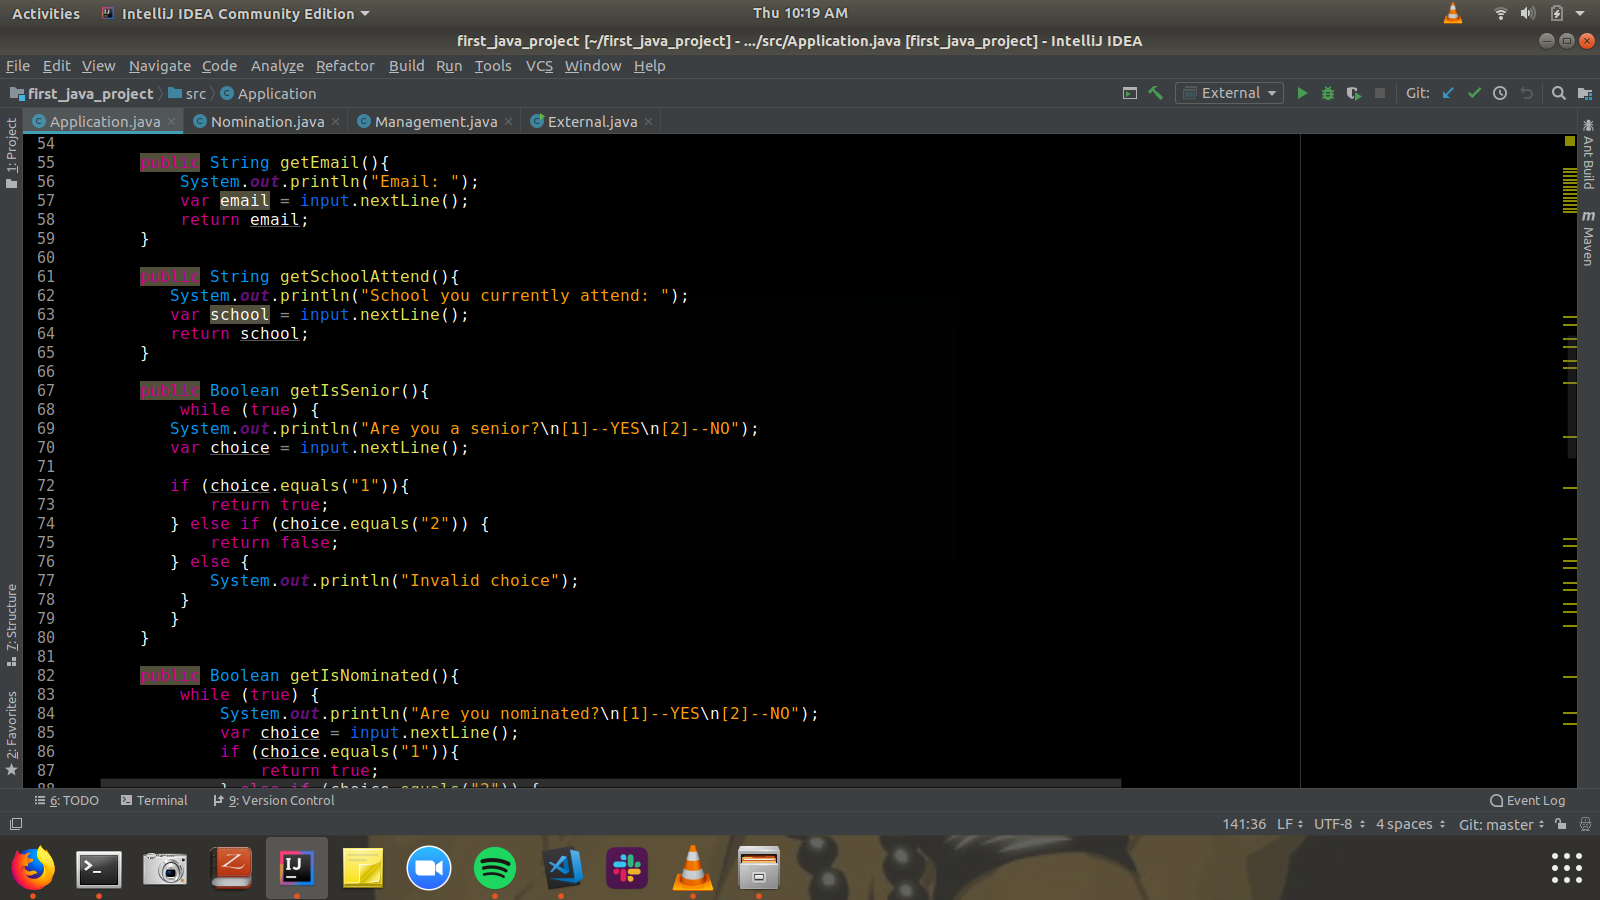 Activities IntelliJ IDEA Community Edition Thu 10:19 AM
first_java_project [~/first_java_project] - .../src/Application.java [first_java_project] - IntelliJ IDEA
File Edit View Navigate Code Analyze Refactor Build Run Tools VCS Window Help
first_java_project src Application External Git:
Application.java Nomination.java Management.java External.java
1: Project
7: Structure
2: Favorites
Ant Build
Maven
54
55 public String getEmail(){
56 System.out.println("Email: ");
57 var email = input.nextLine();
58 return email;
59 }
60
61 public String getSchoolAttend(){
62 System.out.println("School you currently attend: ");
63 var school = input.nextLine();
64 return school;
65 }
66
67 public Boolean getIsSenior(){
68 while (true) {
69 System.out.println("Are you a senior?\n[1]--YES\n[2]--NO");
70 var choice = input.nextLine();
71
72 if (choice.equals("1")){
73 return true;
74 } else if (choice.equals("2")) {
75 return false;
76 } else {
77 System.out.println("Invalid choice");
78 }
79 }
80 }
81
82 public Boolean getIsNominated(){
83 while (true) {
84 System.out.println("Are you nominated?\n[1]--YES\n[2]--NO");
85 var choice = input.nextLine();
86 if (choice.equals("1")){
87 return true;
88 } else if (choice.equals("2")) {
6: TODO Terminal 9: Version Control Event Log
141:36 LF UTF-8 4 spaces Git: master